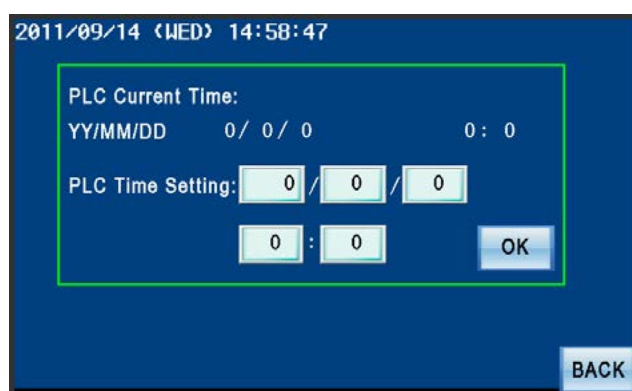 2011/09/14 (WED) 14:58:47
PLC Current Time:
YY/MM/DD 0/ 0/ 0 0: 0
PLC Time Setting: 0 / 0 / 0
0 : 0 OK
BACK